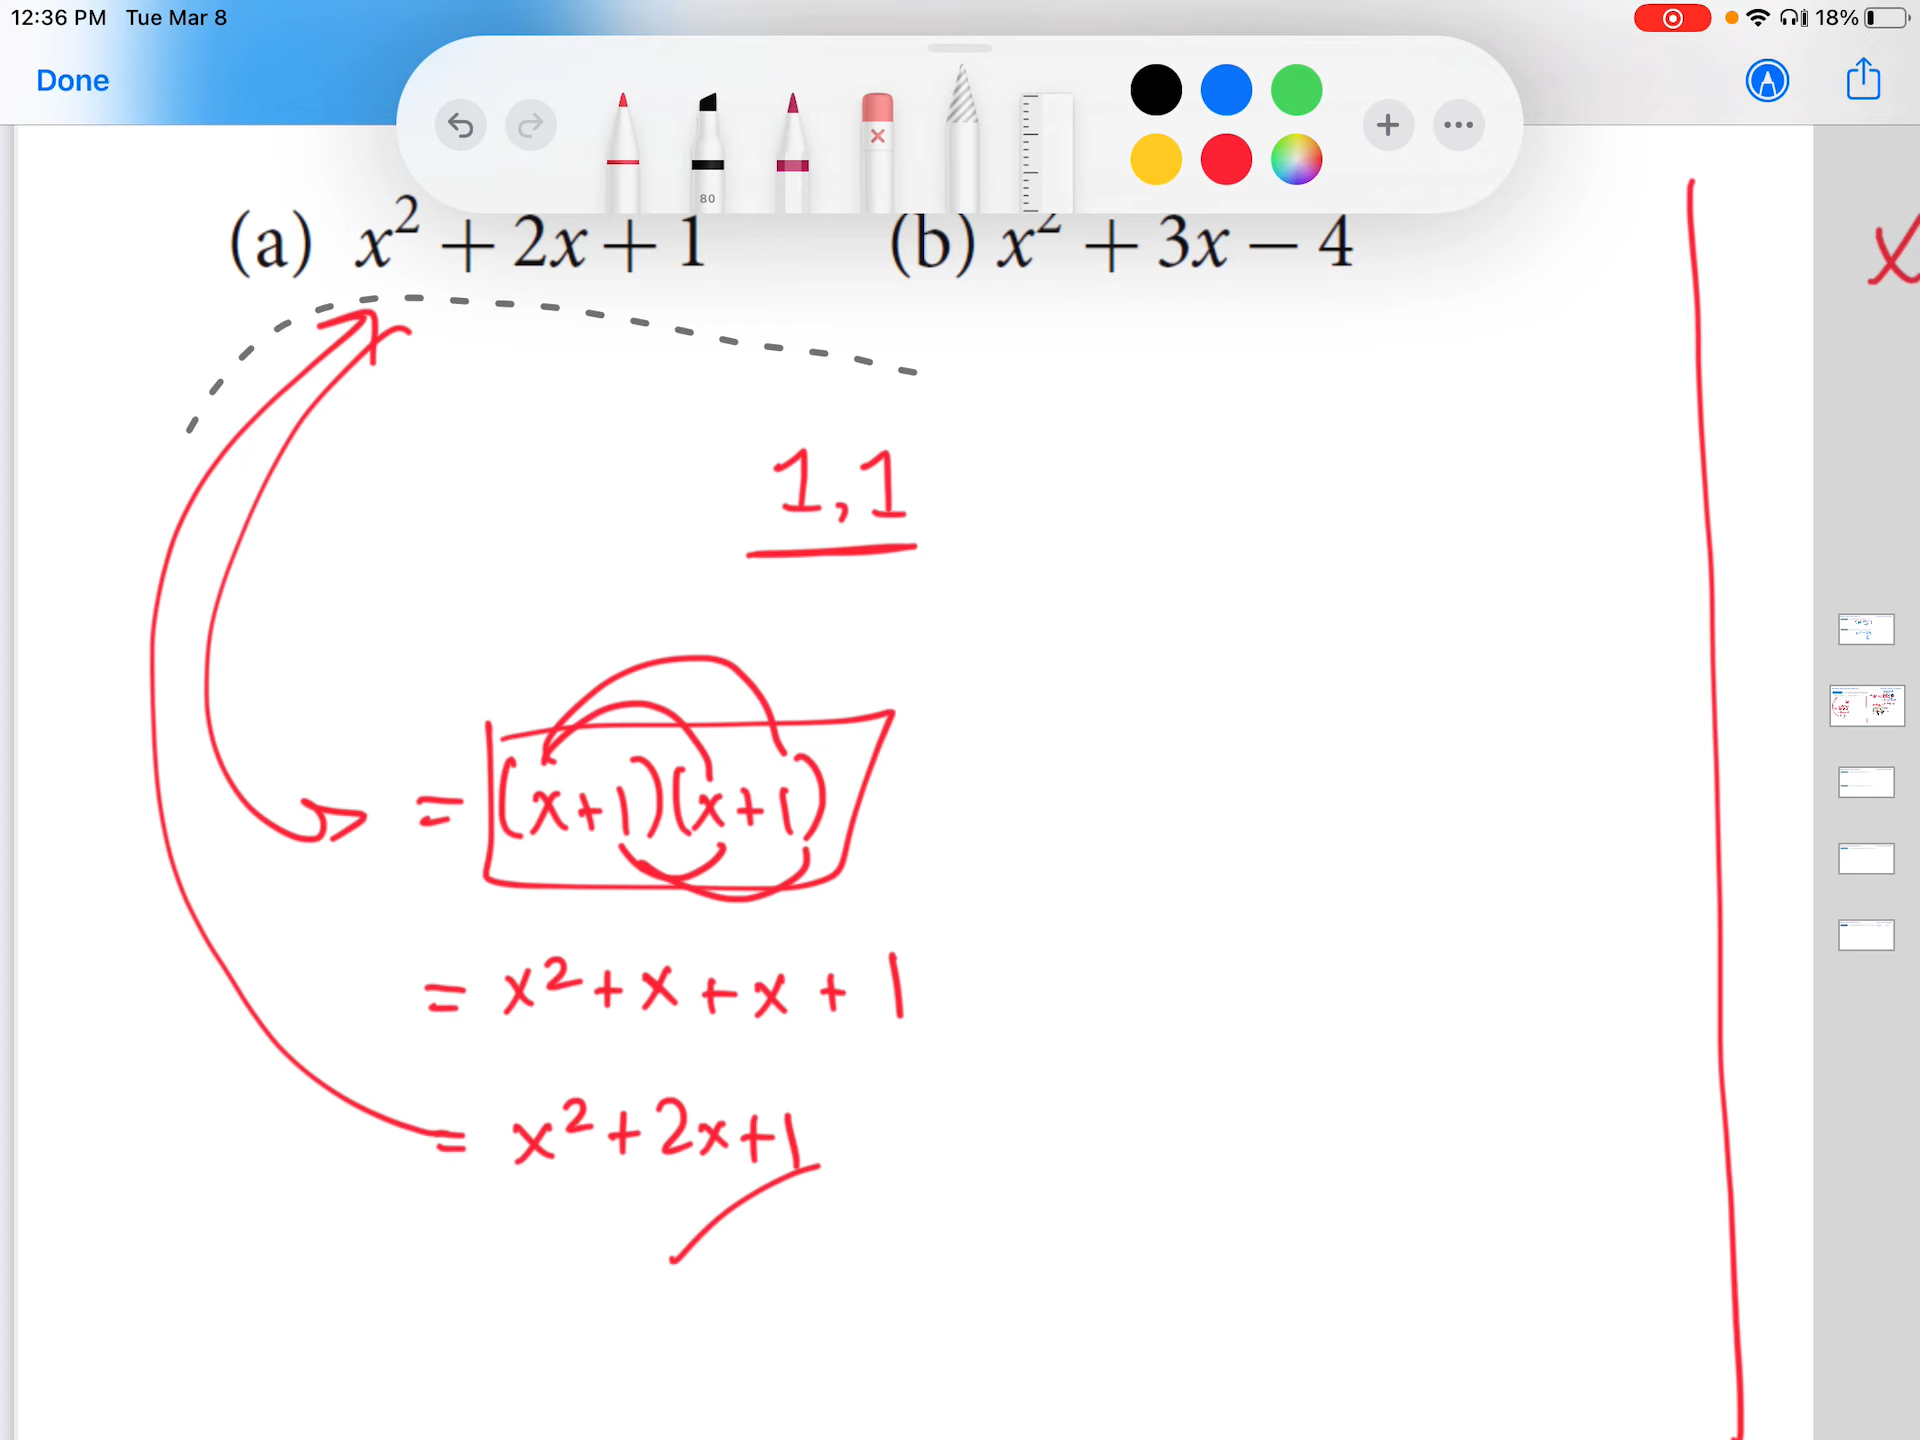 12:36 PM Tue Mar 8 18%
Done
80
(a) x² + 2x + 1 (b) x² + 3x − 4
x
1,1
= (x+1)(x+1)
= x² + x + x + 1
= x² + 2x + 1